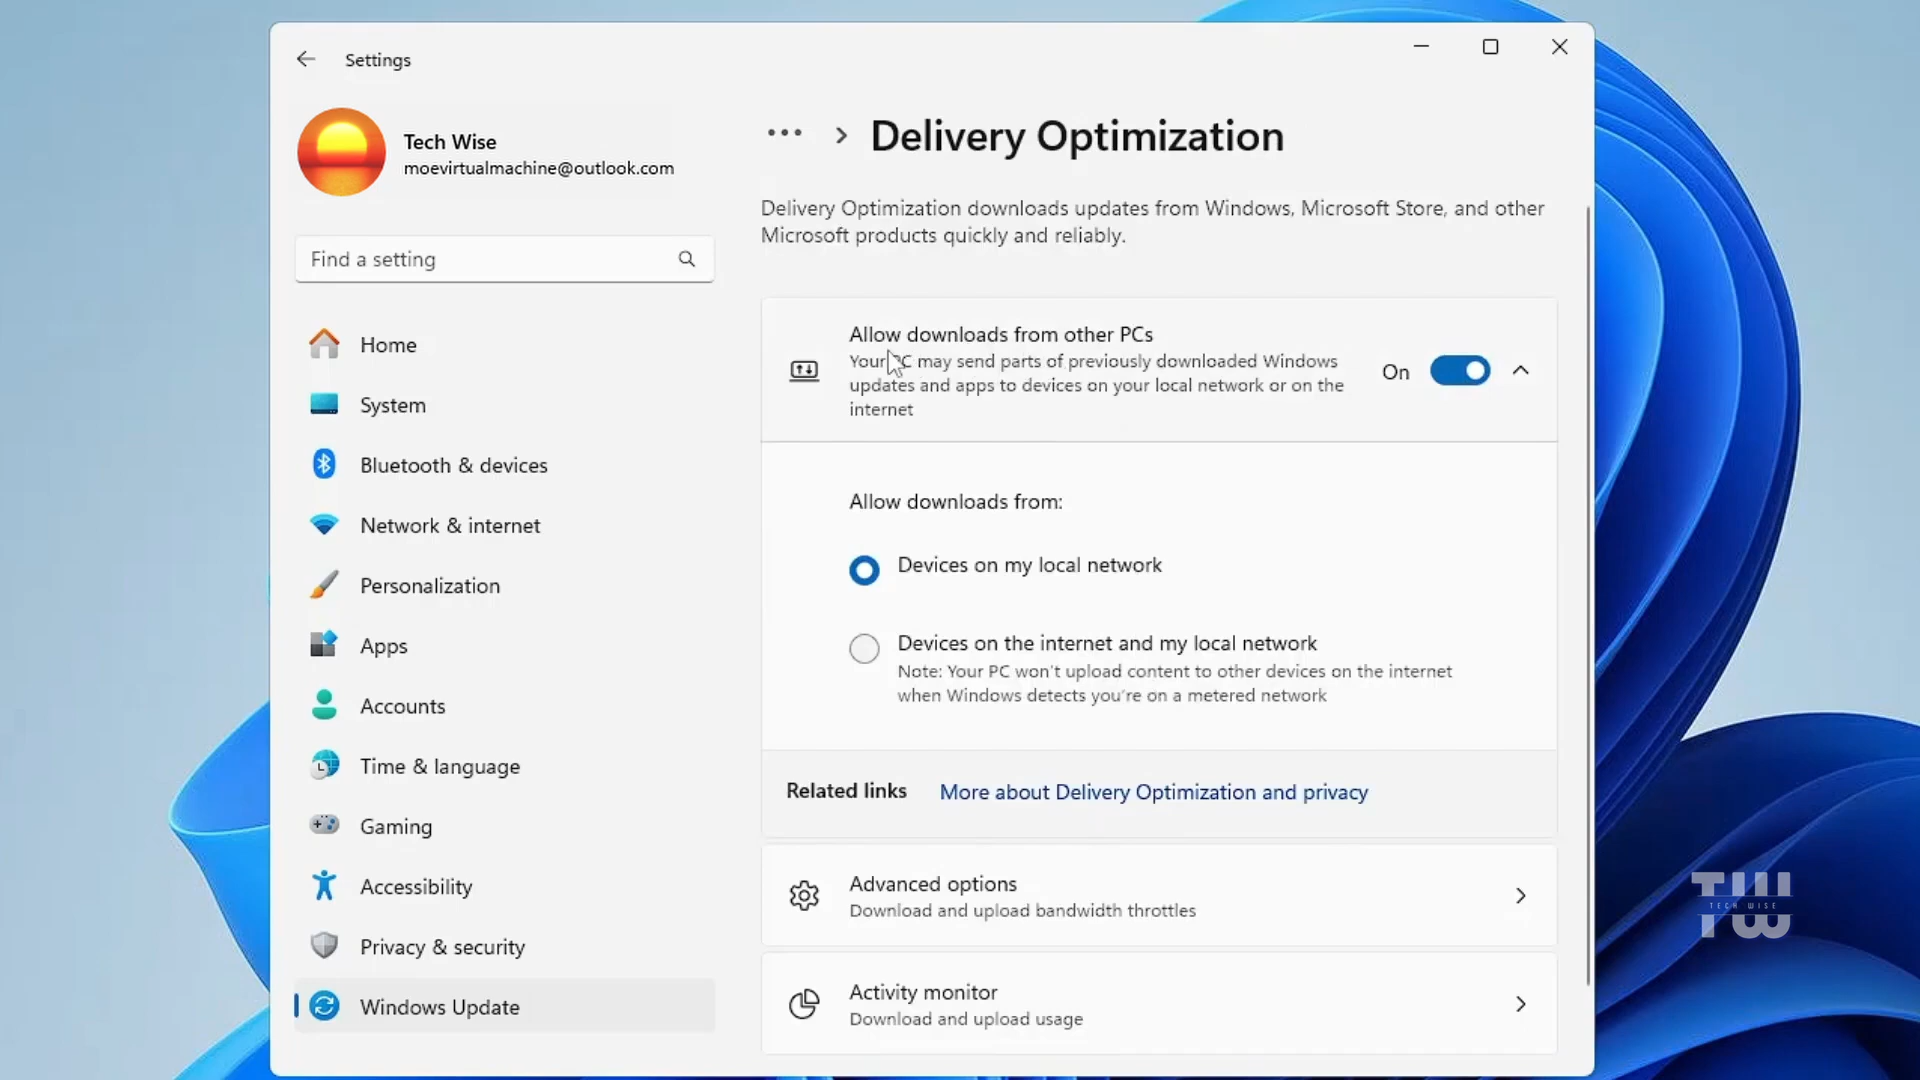 Settings
Tech Wise
moevirtualmachine@outlook.com
Find a setting
Home
System
Bluetooth & devices
Network & internet
Personalization
Apps
Accounts
Time & language
Gaming
Accessibility
Privacy & security
Windows Update
... > Delivery Optimization
Delivery Optimization downloads updates from Windows, Microsoft Store, and other
Microsoft products quickly and reliably.
Allow downloads from other PCs
Your PC may send parts of previously downloaded Windows
updates and apps to devices on your local network or on the
internet
On
Allow downloads from:
Devices on my local network
Devices on the internet and my local network
Note: Your PC won't upload content to other devices on the internet
when Windows detects you're on a metered network
Related links More about Delivery Optimization and privacy
Advanced options
Download and upload bandwidth throttles
Activity monitor
Download and upload usage
TW
TECH WISE